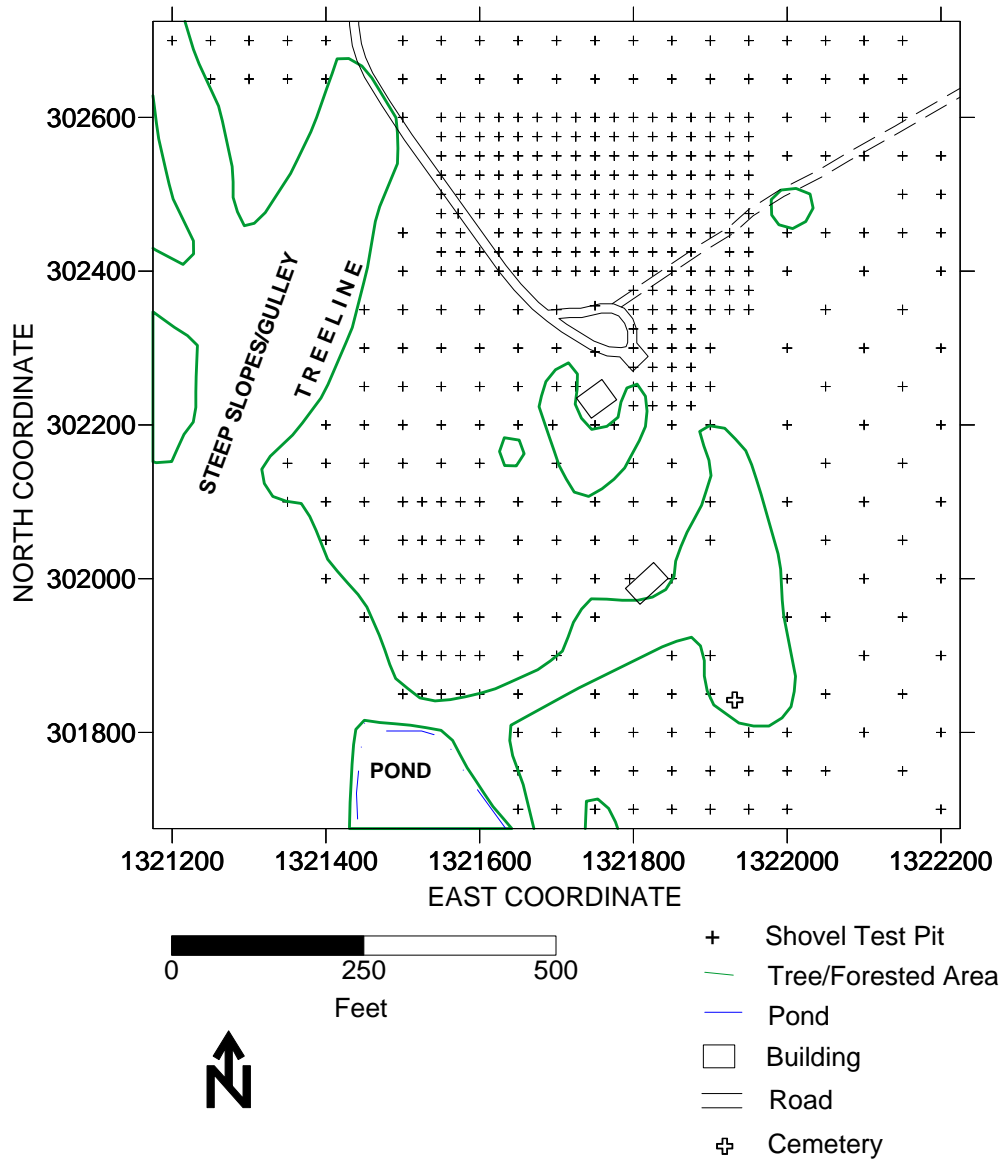 302600
302400
302200
302000
301800
NORTH COORDINATE
STEEP SLOPES/GULLEY
TREELINE
POND
1321200 1321400 1321600 1321800 1322000 1322200
EAST COORDINATE
0 250 500
Feet
N
Shovel Test Pit
Tree/Forested Area
Pond
Building
Road
Cemetery